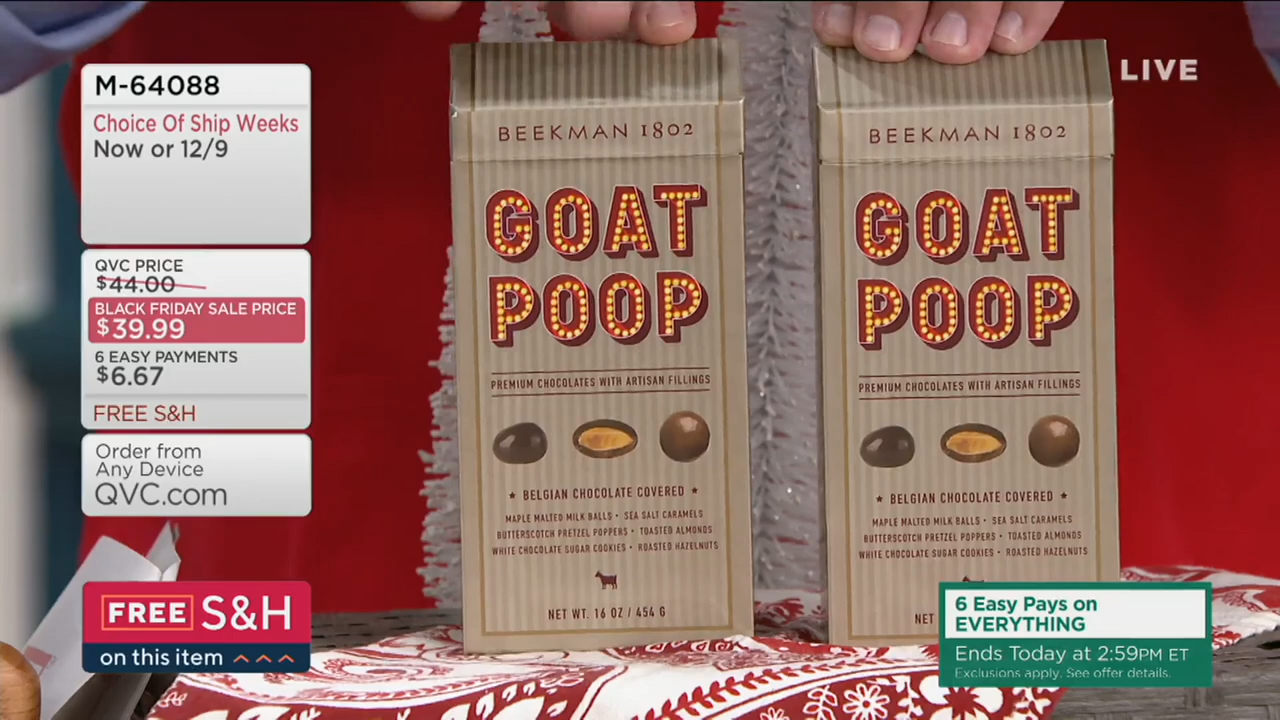 M-64088
Choice Of Ship Weeks
Now or 12/9
QVC PRICE
$44.00
BLACK FRIDAY SALE PRICE
$39.99
6 EASY PAYMENTS
$6.67
FREE S&H
Order from
Any Device
QVC.com
FREE S&H
on this item
LIVE
BEEKMAN 1802
GOAT
POOP
PREMIUM CHOCOLATES WITH ARTISAN FILLINGS
★ BELGIAN CHOCOLATE COVERED ★
MAPLE MALTED MILK BALLS • SEA SALT CARAMELS
BUTTERSCOTCH PRETZEL POPPERS • TOASTED ALMONDS
WHITE CHOCOLATE SUGAR COOKIES • ROASTED HAZELNUTS
NET WT. 16 OZ / 454 G
BEEKMAN 1802
GOAT
POOP
PREMIUM CHOCOLATES WITH ARTISAN FILLINGS
★ BELGIAN CHOCOLATE COVERED ★
MAPLE MALTED MILK BALLS • SEA SALT CARAMELS
BUTTERSCOTCH PRETZEL POPPERS • TOASTED ALMONDS
WHITE CHOCOLATE SUGAR COOKIES • ROASTED HAZELNUTS
NET
6 Easy Pays on
EVERYTHING
Ends Today at 2:59PM ET
Exclusions apply. See offer details.